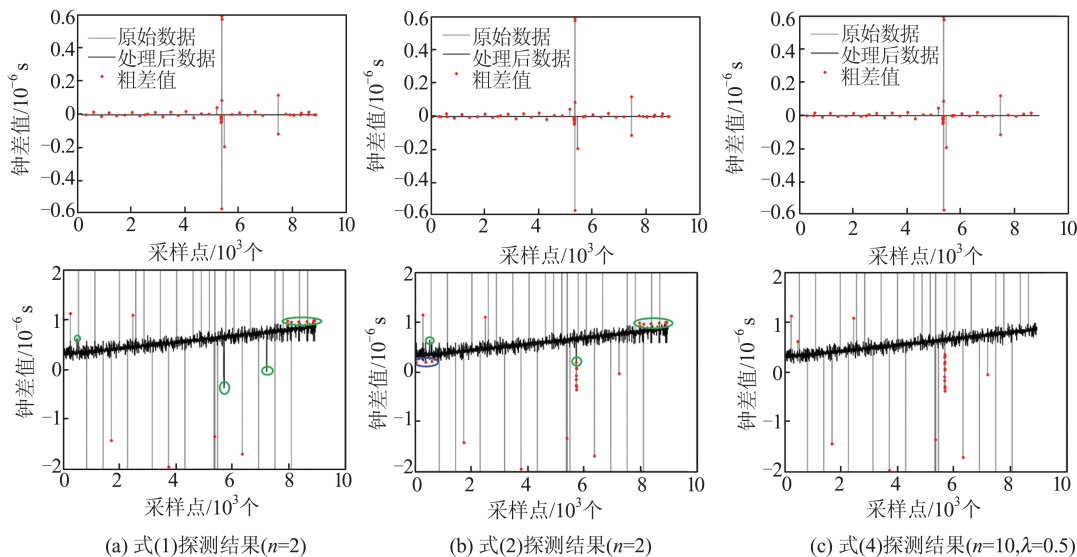 0.6
0.4
0.2
0
−0.2
−0.4
−0.6
钟差值/10⁻⁶ s
原始数据
处理后数据
粗差值
0 2 4 6 8 10
采样点/10³个
0.6
0.4
0.2
0
−0.2
−0.4
−0.6
钟差值/10⁻⁶ s
原始数据
处理后数据
粗差值
0 2 4 6 8 10
采样点/10³个
0.6
0.4
0.2
0
−0.2
−0.4
−0.6
钟差值/10⁻⁶ s
原始数据
处理后数据
粗差值
0 2 4 6 8 10
采样点/10³个
2
1
0
−1
−2
钟差值/10⁻⁶ s
0 2 4 6 8 10
采样点/10³个
(a) 式(1)探测结果(n=2)
2
1
0
−1
−2
钟差值/10⁻⁶ s
0 2 4 6 8 10
采样点/10³个
(b) 式(2)探测结果(n=2)
2
1
0
−1
−2
钟差值/10⁻⁶ s
0 2 4 6 8 10
采样点/10³个
(c) 式(4)探测结果(n=10,λ=0.5)